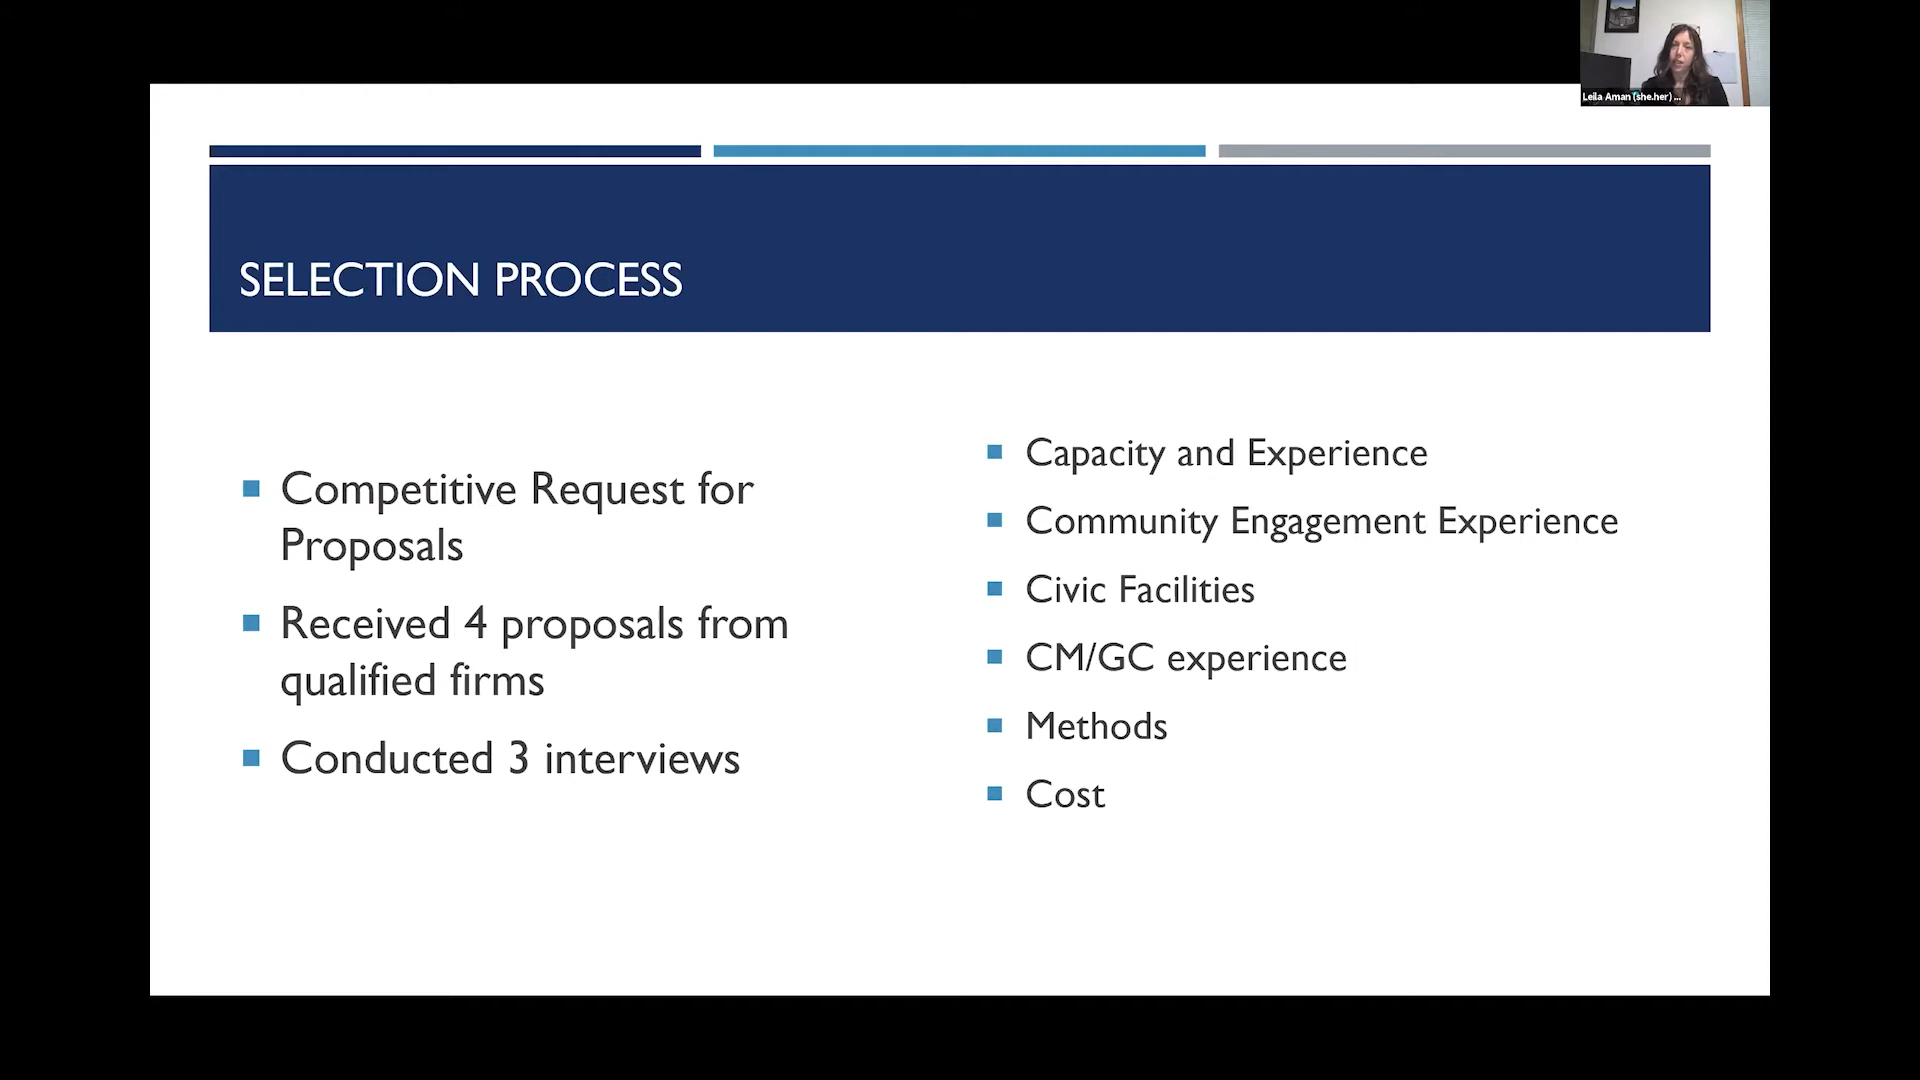 Leila Aman (she.her) ...
SELECTION PROCESS
Competitive Request for
Proposals
Received 4 proposals from
qualified firms
Conducted 3 interviews
Capacity and Experience
Community Engagement Experience
Civic Facilities
CM/GC experience
Methods
Cost